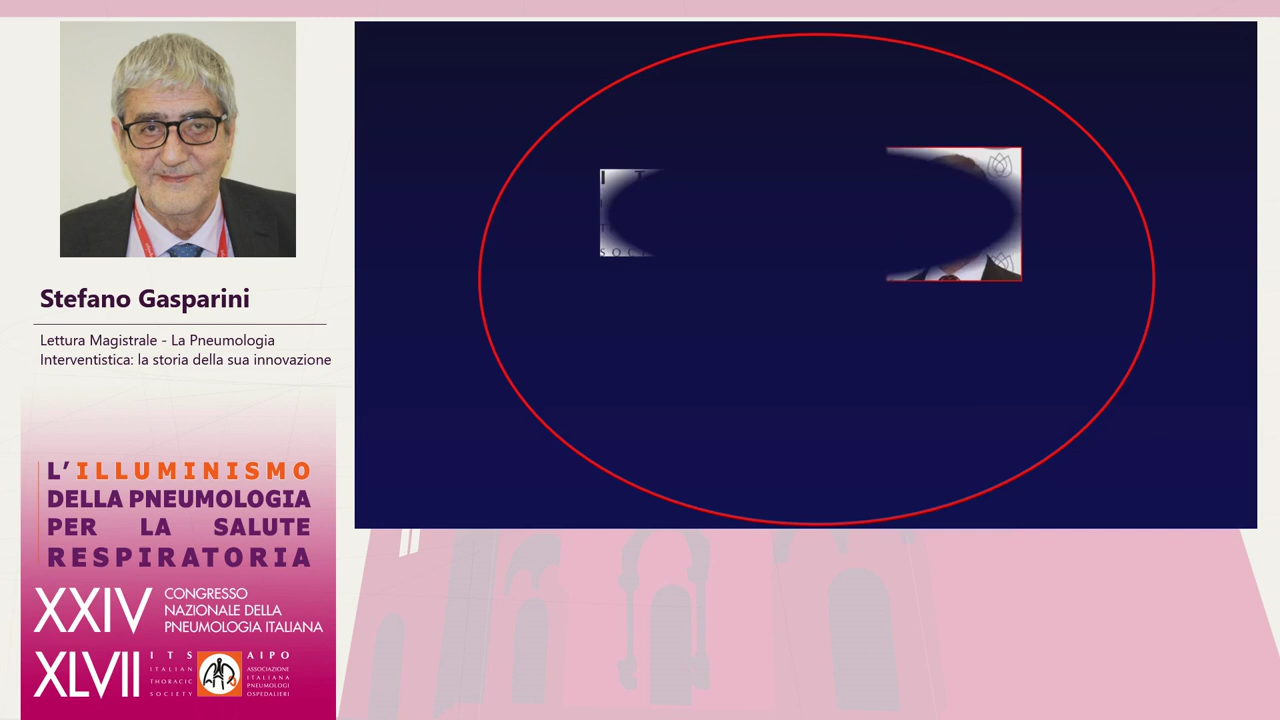 Stefano Gasparini
Lettura Magistrale - La Pneumologia
Interventistica: la storia della sua innovazione
L’ILLUMINISMO
DELLA PNEUMOLOGIA
PER LA SALUTE
RESPIRATORIA
XXIV CONGRESSO
NAZIONALE DELLA
PNEUMOLOGIA ITALIANA
XLVII
I T S
ITALIAN
THORACIC
SOCIETY
AIPO
ASSOCIAZIONE
ITALIANA
PNEUMOLOGI
OSPEDALIERI
I T
SOCI